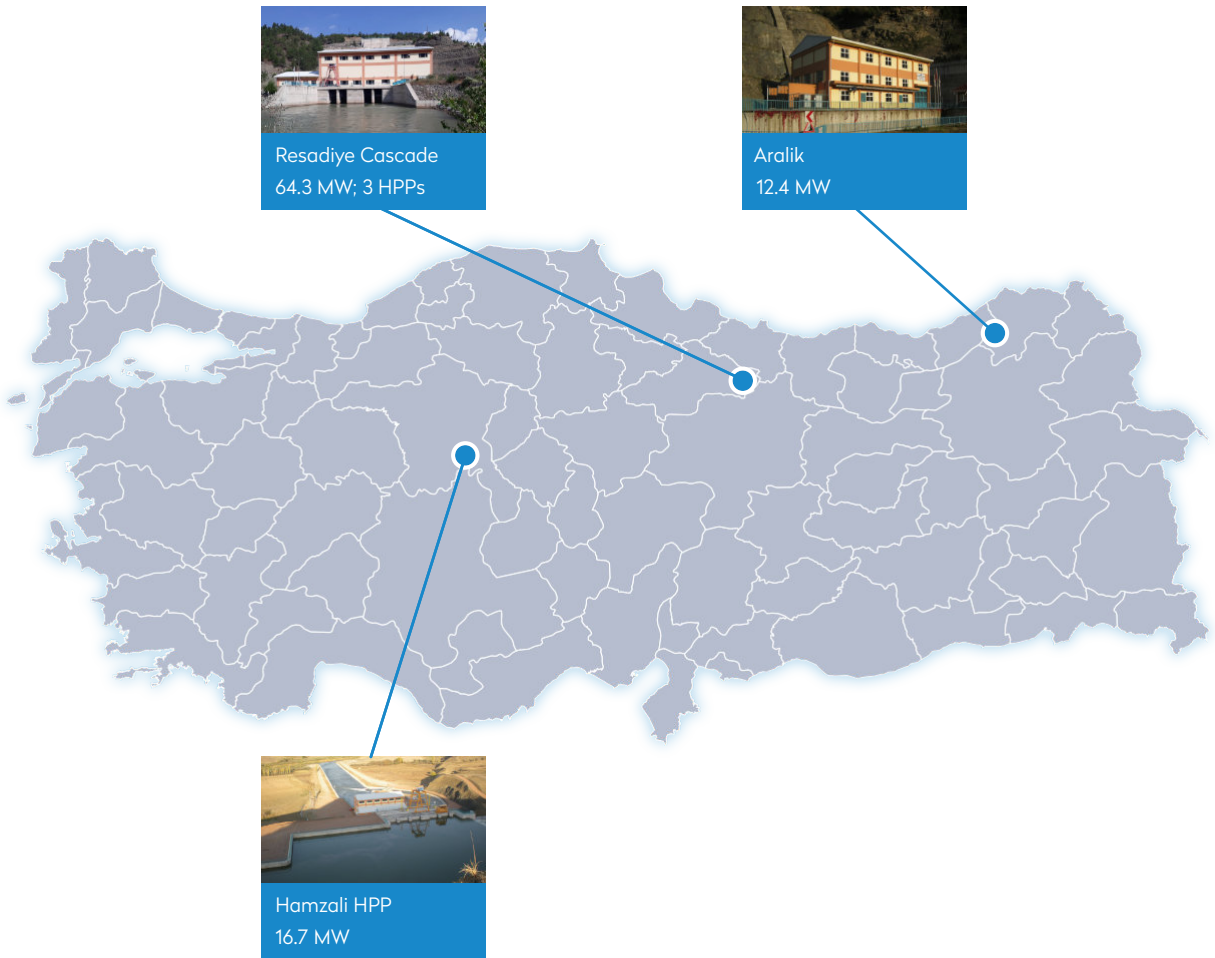 Resadiye Cascade
64.3 MW; 3 HPPs
Aralik
12.4 MW
Hamzali HPP
16.7 MW